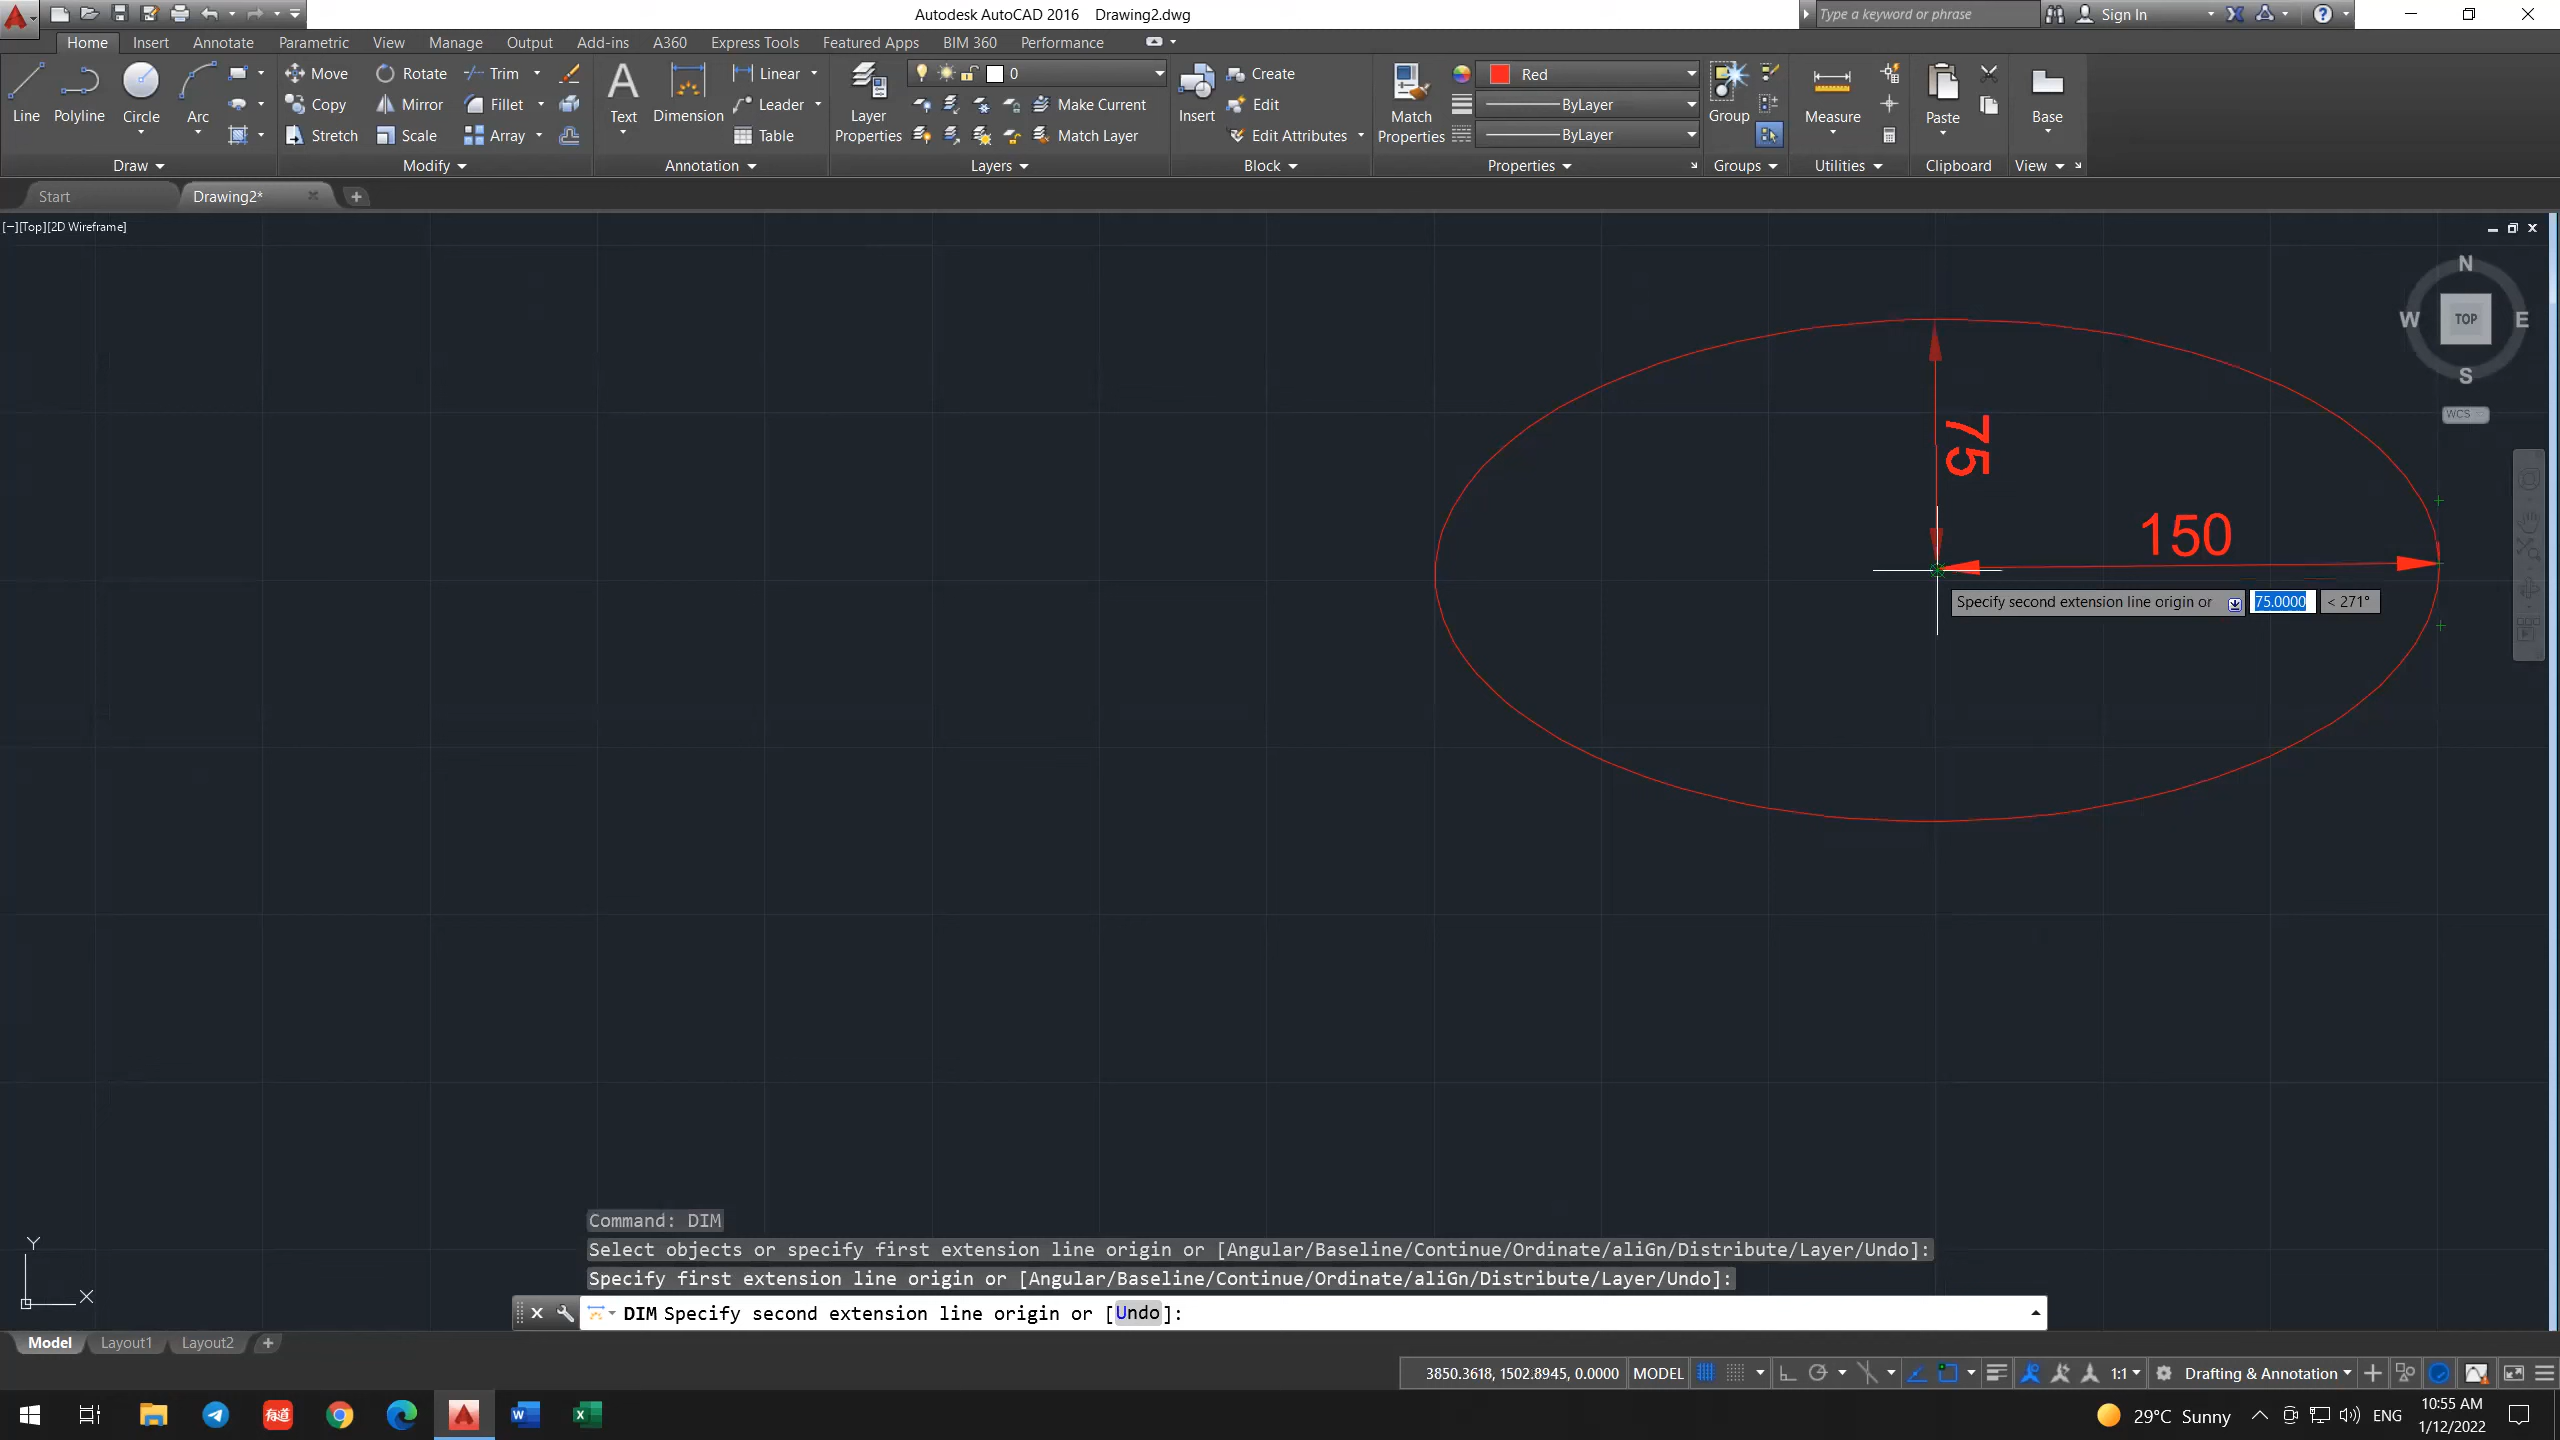 Autodesk AutoCAD 2016 Drawing2.dwg
Type a keyword or phrase
Sign In
Home Insert Annotate Parametric View Manage Output Add-ins A360 Express Tools Featured Apps BIM 360 Performance
Line Polyline Circle Arc
Move Rotate Trim
Copy Mirror Fillet
Stretch Scale Array
Text Dimension
Linear
Leader
Table
Layer Properties
0
Make Current
Match Layer
Insert
Create
Edit
Edit Attributes
Match Properties
Red
ByLayer
ByLayer
Group
Measure
Paste
Base
Draw Modify Annotation Layers Block Properties Groups Utilities Clipboard View
Start Drawing2*
[−][Top][2D Wireframe]
N
W TOP E
S
WCS
75
150
Specify second extension line origin or 75.0000 < 271°
Y
X
Command: DIM
Select objects or specify first extension line origin or [Angular/Baseline/Continue/Ordinate/aliGn/Distribute/Layer/Undo]:
Specify first extension line origin or [Angular/Baseline/Continue/Ordinate/aliGn/Distribute/Layer/Undo]:
DIM Specify second extension line origin or [Undo]:
Model Layout1 Layout2
3850.3618, 1502.8945, 0.0000 MODEL 1:1 Drafting & Annotation
有道
29°C Sunny ENG
10:55 AM
1/12/2022